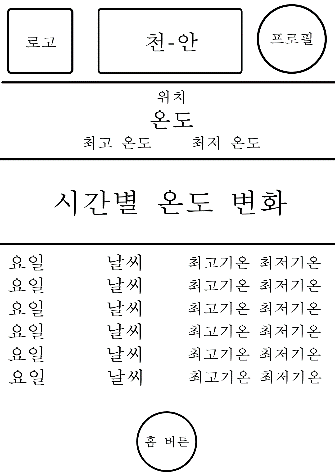 로고 천-안 프로필
위치
온도
최고 온도 최지 온도
시간별 온도 변화
요일 날씨 최고기온 최저기온
요일 날씨 최고기온 최저기온
요일 날씨 최고기온 최저기온
요일 날씨 최고기온 최저기온
요일 날씨 최고기온 최저기온
요일 날씨 최고기온 최저기온
홈 버튼